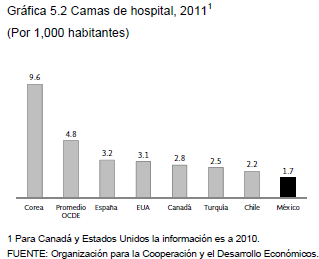 Gráfica 5.2 Camas de hospital, 2011¹
(Por 1,000 habitantes)
9.6
4.8
3.2
3.1
2.8
2.5
2.2
1.7
Corea
Promedio
OCDE
España
EUA
Canadá
Turquia
Chile
México
1 Para Canadá y Estados Unidos la información es a 2010.
FUENTE: Organización para la Cooperación y el Desarrollo Económicos.